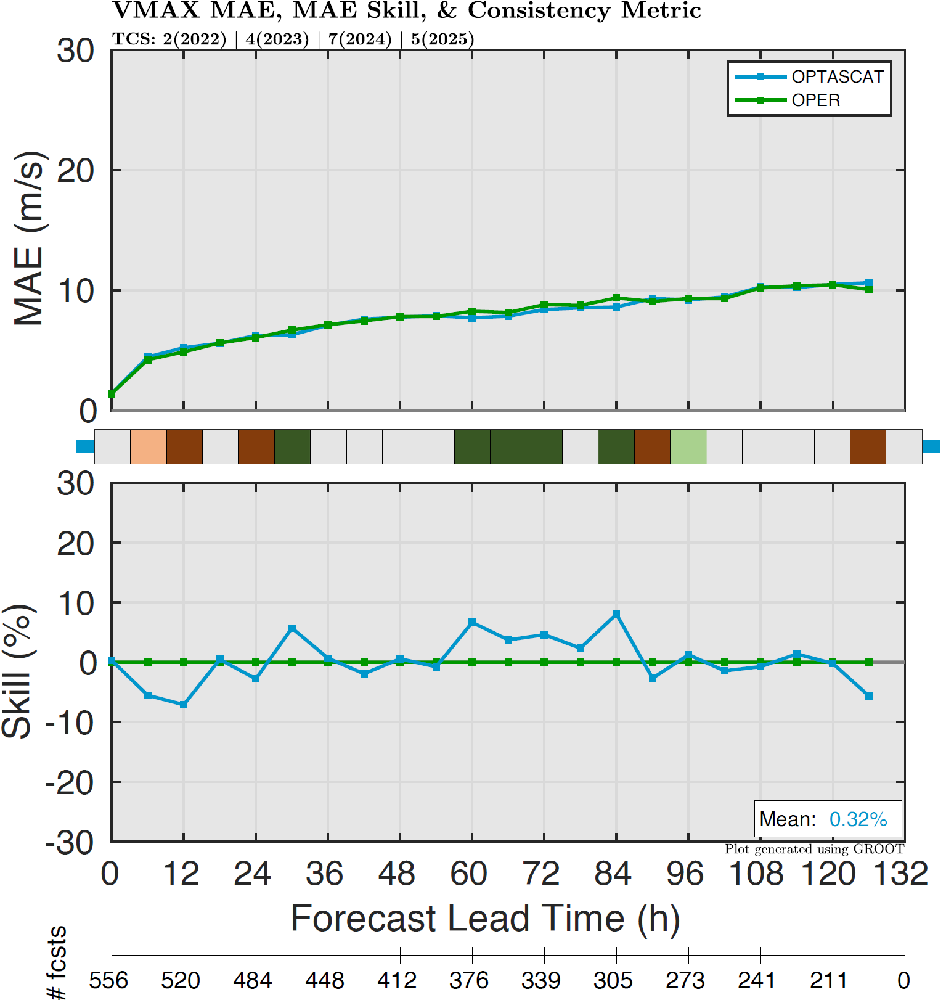 VMAX MAE, MAE Skill, & Consistency Metric
TCS: 2(2022) | 4(2023) | 7(2024) | 5(2025)
30
20
10
0
MAE (m/s)
OPTASCAT
OPER
30
20
10
0
-10
-20
-30
Skill (%)
Mean: 0.32%
Plot generated using GROOT
0 12 24 36 48 60 72 84 96 108 120 132
Forecast Lead Time (h)
# fcsts
556 520 484 448 412 376 339 305 273 241 211 0